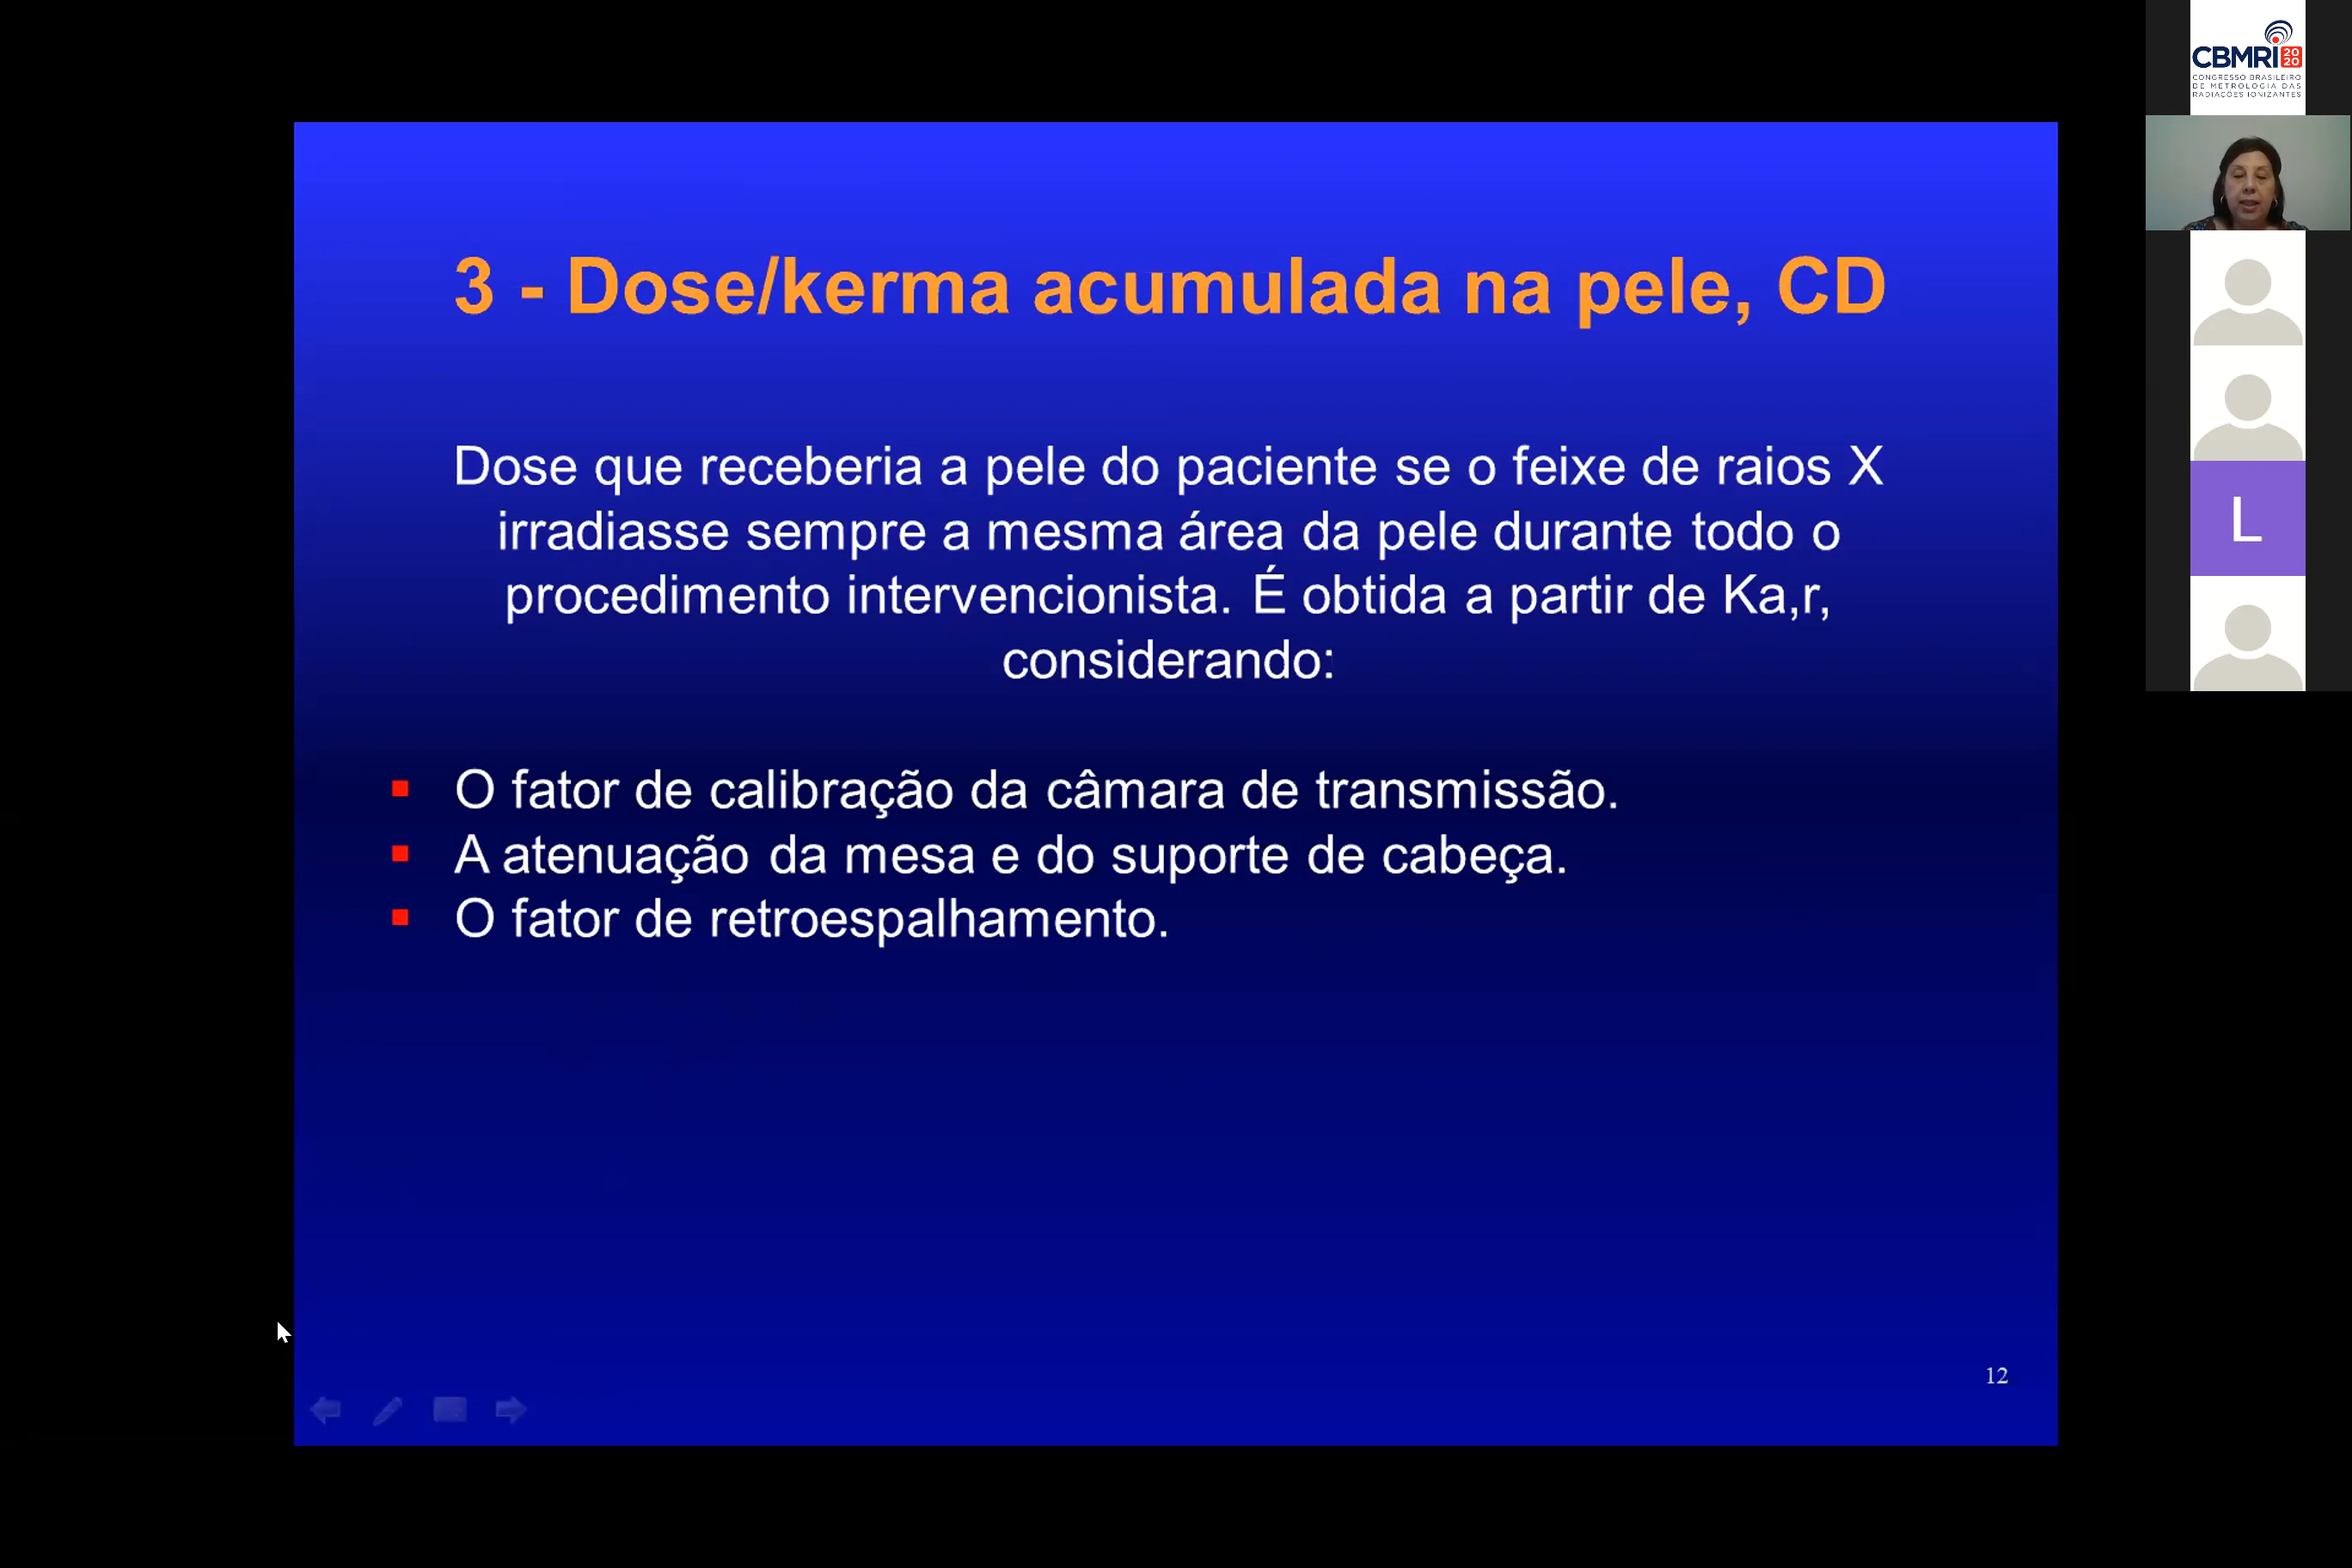 3 - Dose/kerma acumulada na pele, CD
Dose que receberia a pele do paciente se o feixe de raios X
irradiasse sempre a mesma área da pele durante todo o
procedimento intervencionista. É obtida a partir de Ka,r,
considerando:
O fator de calibração da câmara de transmissão.
A atenuação da mesa e do suporte de cabeça.
O fator de retroespalhamento.
12
CBMRI 20
20
CONGRESSO BRASILEIRO
DE METROLOGIA DAS
RADIAÇÕES IONIZANTES
L